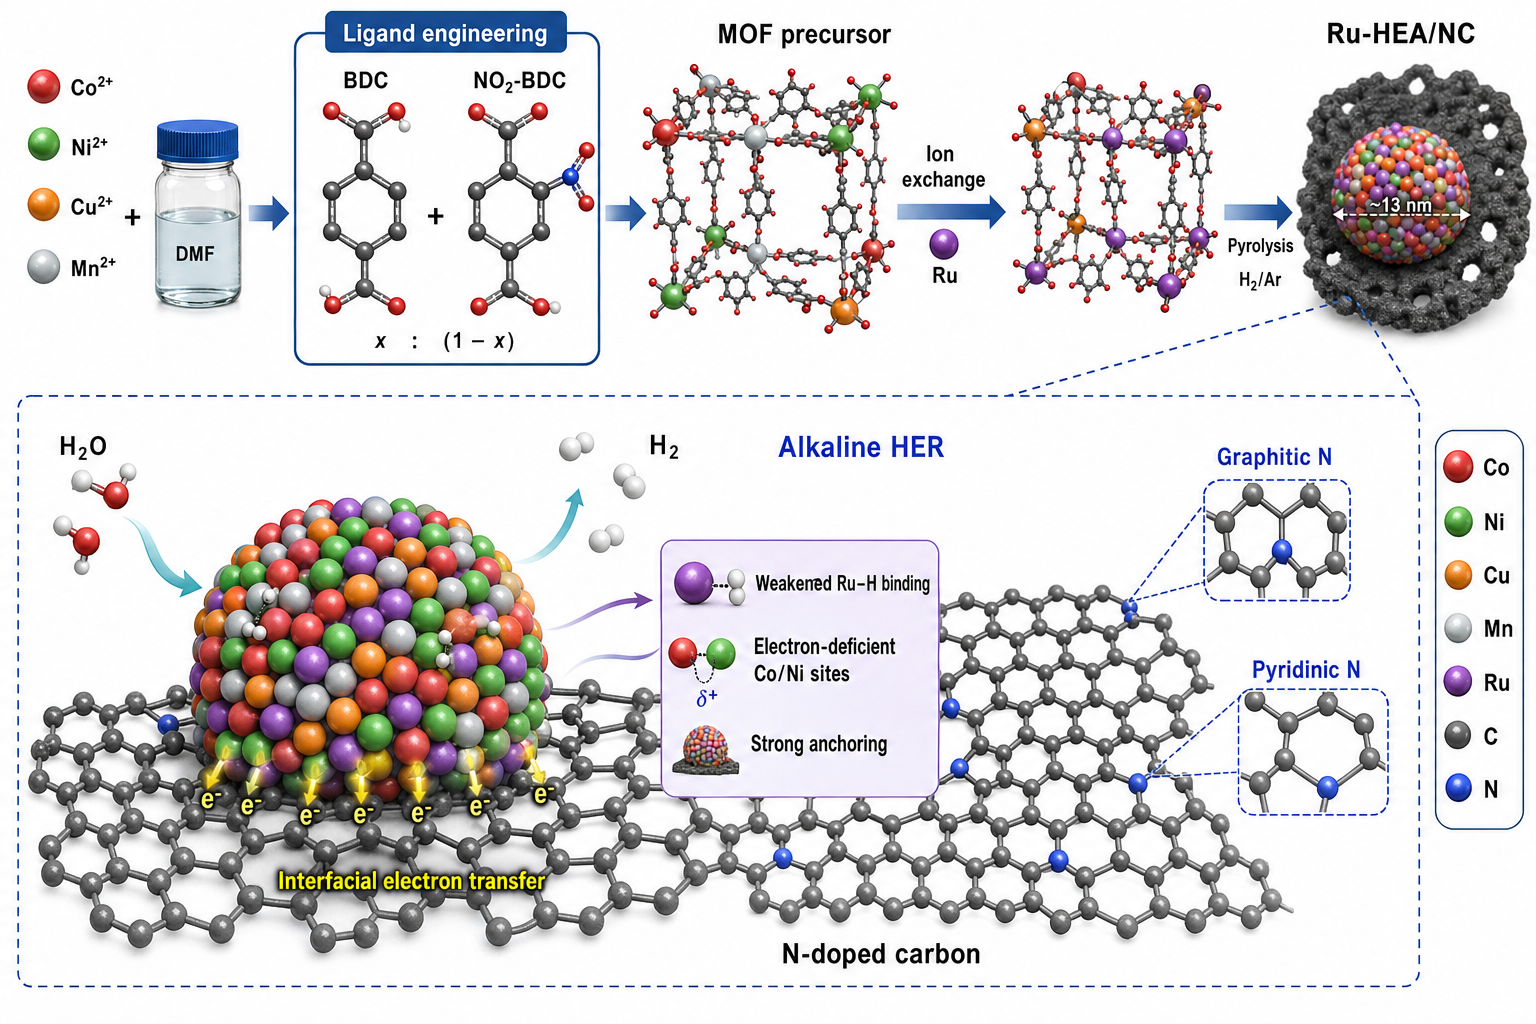 Ligand engineering
MOF precursor
Ru-HEA/NC
Co²⁺
Ni²⁺
Cu²⁺
Mn²⁺
+
DMF
BDC
NO₂-BDC
+
x : (1 − x)
Ion
exchange
Ru
Pyrolysis
H₂/Ar
~13 nm
H₂O
H₂
Alkaline HER
Graphitic N
Pyridinic N
Weakened Ru–H binding
Electron-deficient
Co/Ni sites
δ⁺
Strong anchoring
e⁻
e⁻
e⁻
e⁻
e⁻
e⁻
e⁻
Interfacial electron transfer
N-doped carbon
Co
Ni
Cu
Mn
Ru
C
N